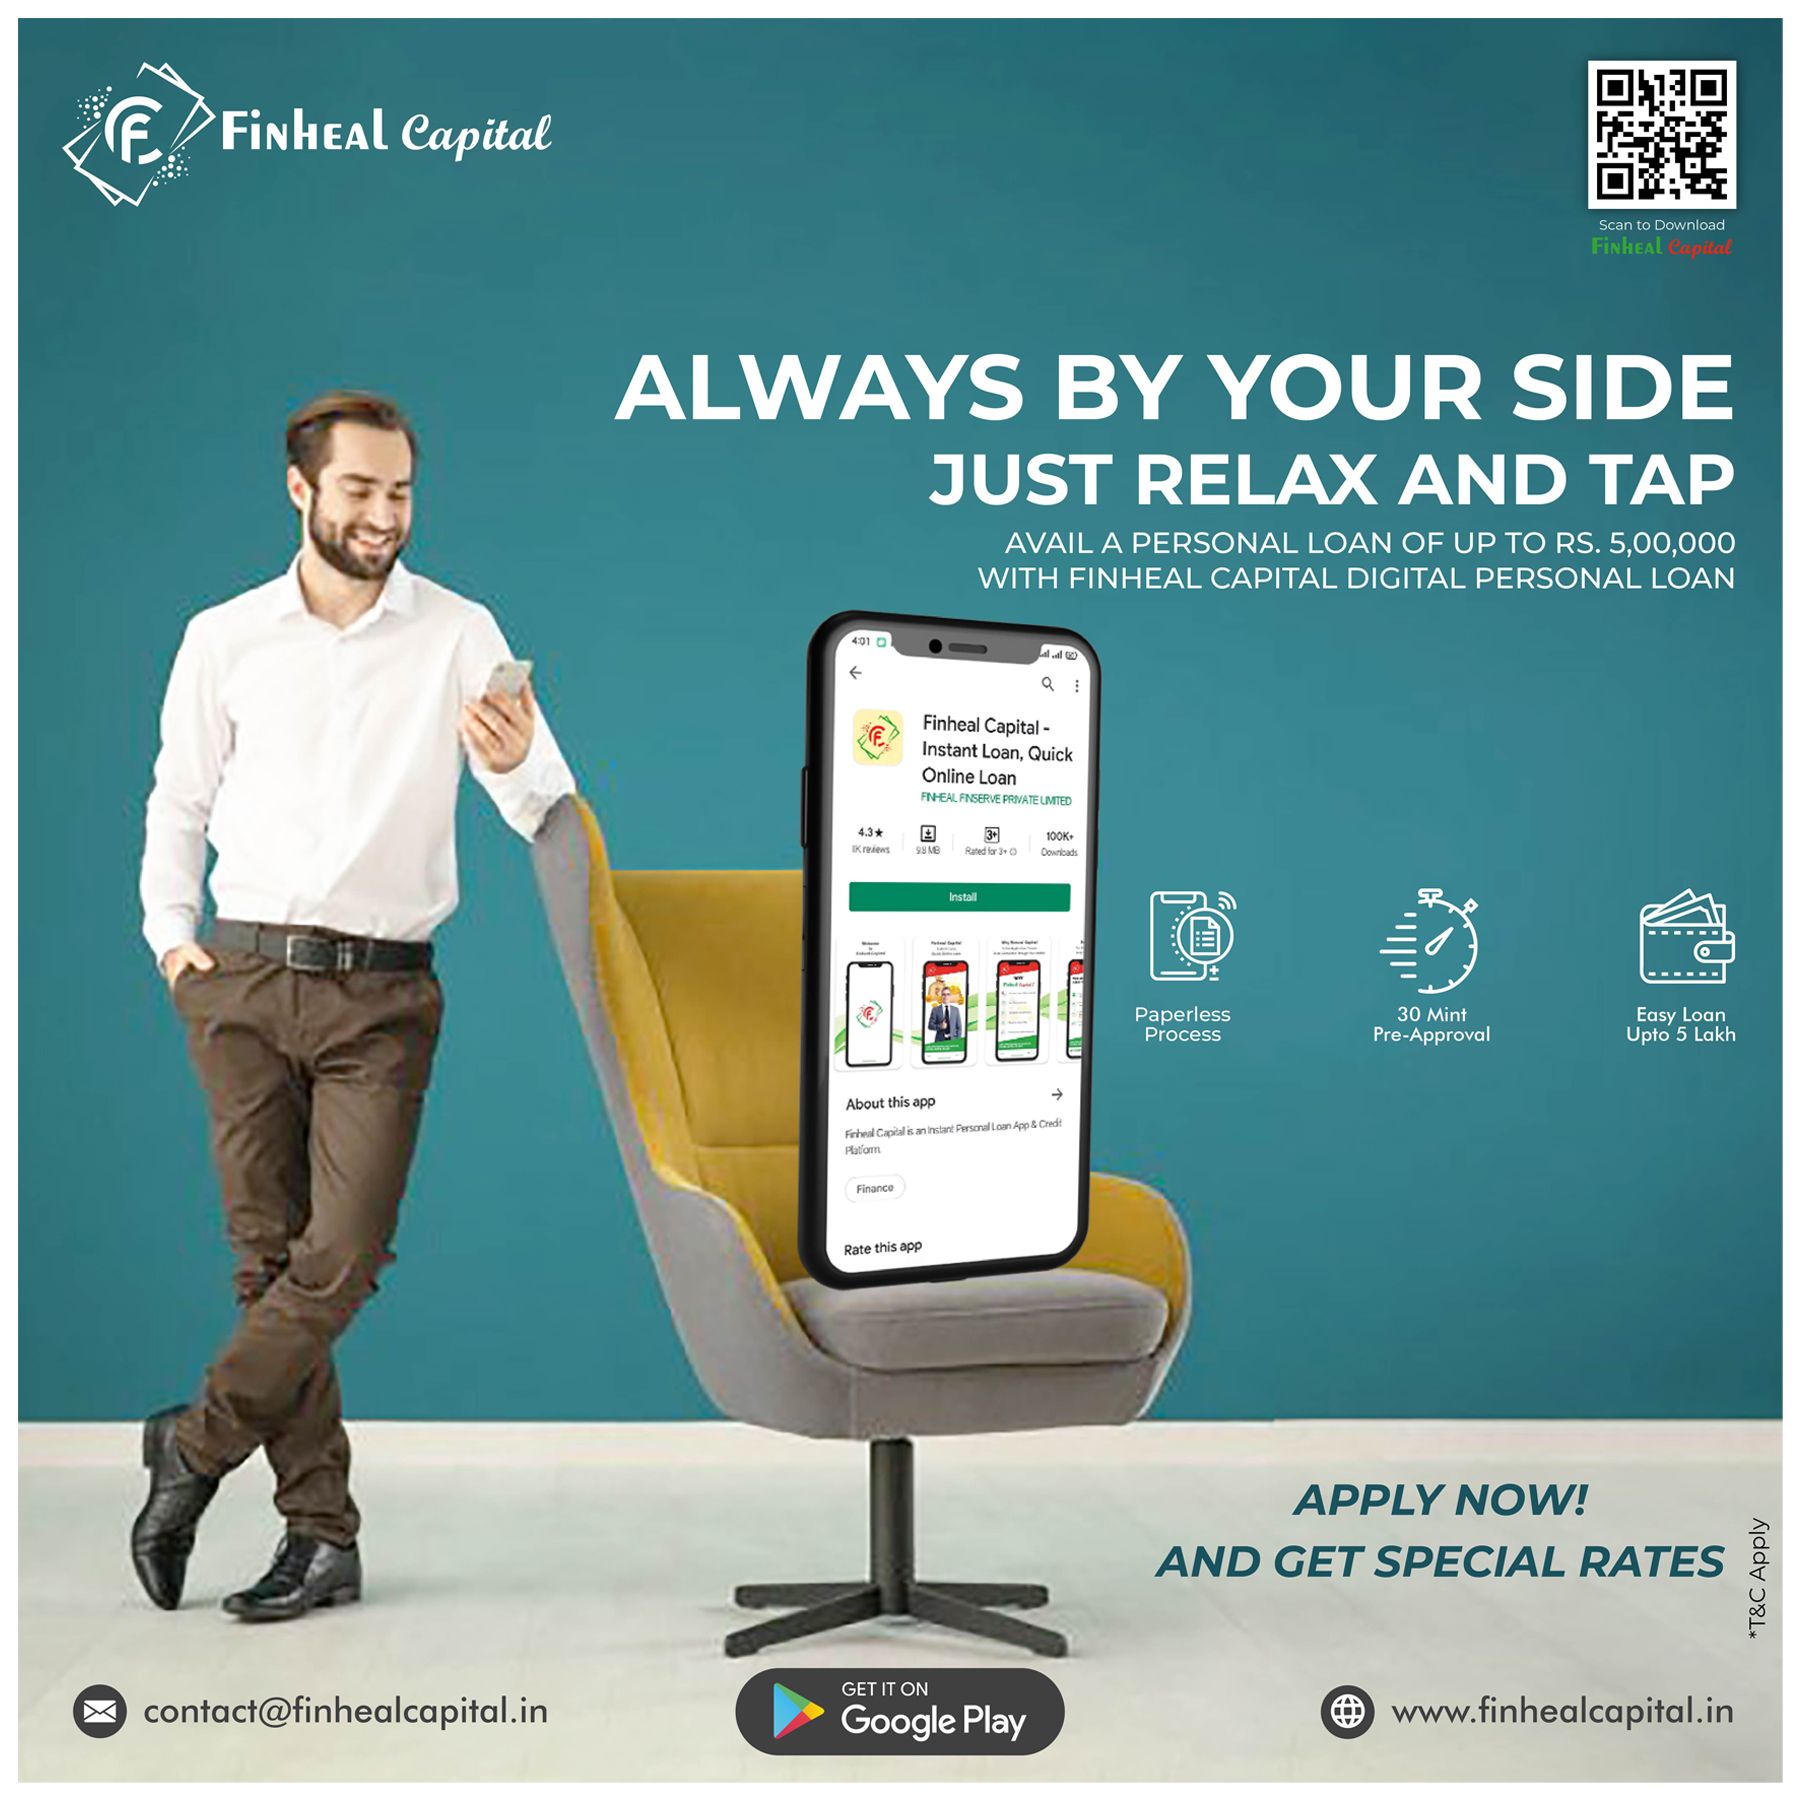 FinHeal Capital
Scan to Download
FinHeal Capital
ALWAYS BY YOUR SIDE
JUST RELAX AND TAP
AVAIL A PERSONAL LOAN OF UP TO RS. 5,00,000
WITH FINHEAL CAPITAL DIGITAL PERSONAL LOAN
4:01
Finheal Capital -
Instant Loan, Quick
Online Loan
FINHEAL FINSERVE PRIVATE LIMITED
4.3★ 3+ 100K+
1K reviews 9.8 MB Rated for 3+ Downloads
Install
About this app
Finheal Capital is an Instant Personal Loan App & Credit
Platform.
Finance
Rate this app
Paperless
Process
30 Mint
Pre-Approval
Easy Loan
Upto 5 Lakh
APPLY NOW!
AND GET SPECIAL RATES
*T&C Apply
contact@finhealcapital.in
GET IT ON
Google Play
www.finhealcapital.in